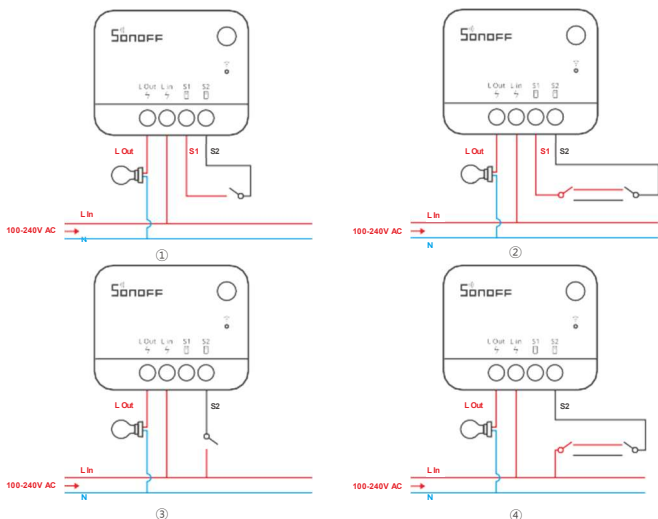 SONOFF
L Out L in S1 S2
L Out
S1
S2
L In
100-240V AC
N
①
SONOFF
L Out L in S1 S2
L Out
S1
S2
L In
100-240V AC
N
②
SONOFF
L Out L in S1 S2
L Out
S2
L In
100-240V AC
N
③
SONOFF
L Out L in S1 S2
L Out
S2
L In
100-240V AC
N
④